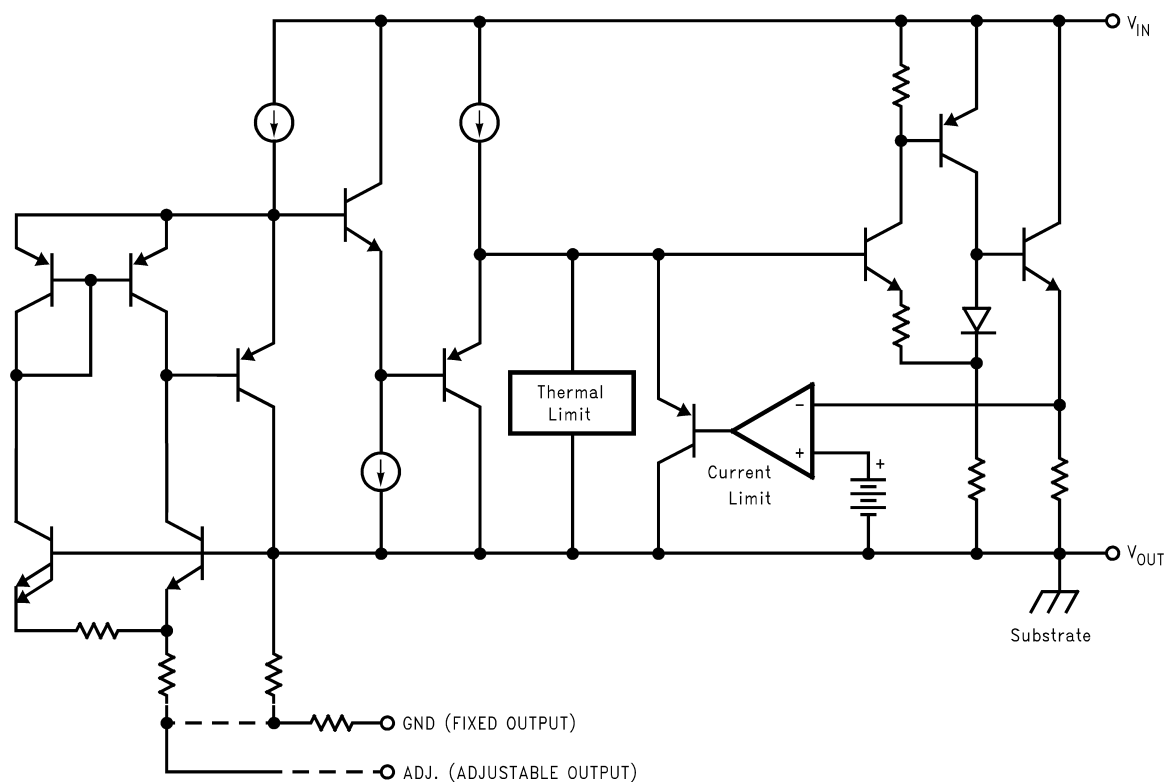 V_IN
Thermal
Limit
−
+
+
Current
Limit
V_OUT
Substrate
GND (FIXED OUTPUT)
ADJ. (ADJUSTABLE OUTPUT)